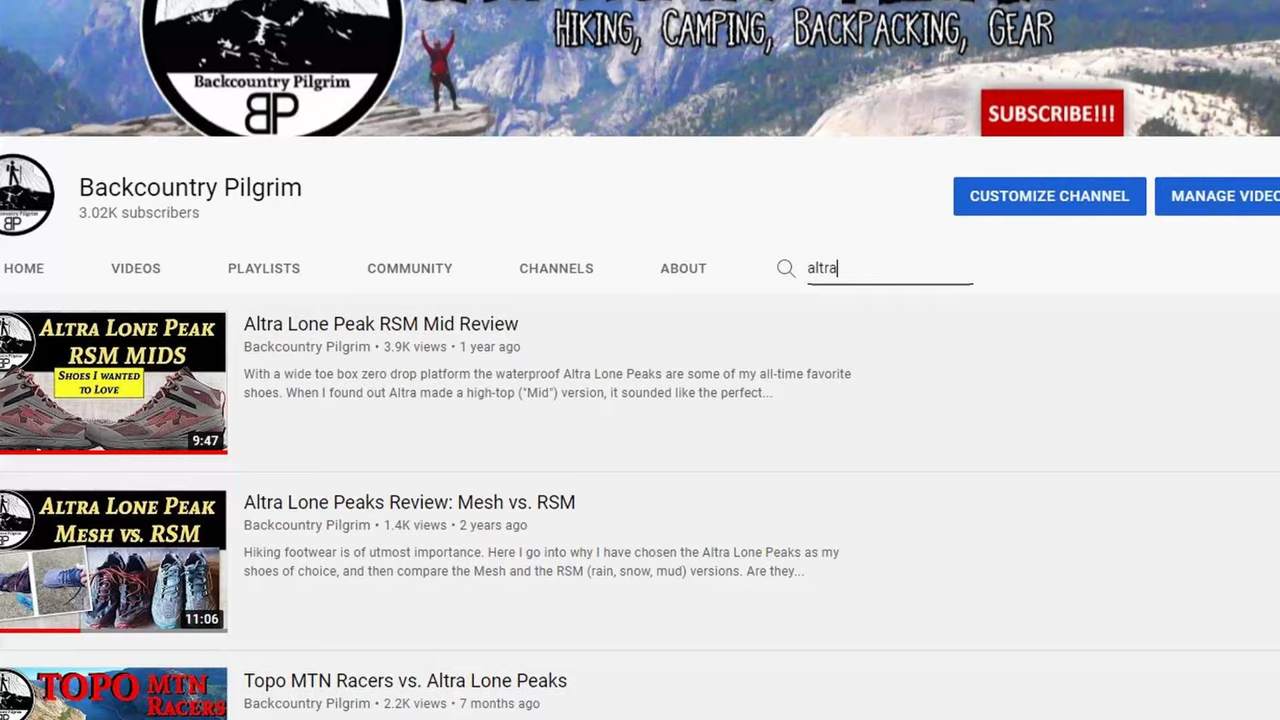 HIKING, CAMPING, BACKPACKING, GEAR
Backcountry Pilgrim
BP
SUBSCRIBE!!!
Backcountry Pilgrim
3.02K subscribers
CUSTOMIZE CHANNEL
MANAGE VIDEO
HOME
VIDEOS
PLAYLISTS
COMMUNITY
CHANNELS
ABOUT
altra
ALTRA LONE PEAK
RSM MIDS
SHOES I WANTED
TO LOVE
9:47
Altra Lone Peak RSM Mid Review
Backcountry Pilgrim • 3.9K views • 1 year ago
With a wide toe box zero drop platform the waterproof Altra Lone Peaks are some of my all-time favorite
shoes. When I found out Altra made a high-top ("Mid") version, it sounded like the perfect...
ALTRA LONE PEAK
MESH VS. RSM
11:06
Altra Lone Peaks Review: Mesh vs. RSM
Backcountry Pilgrim • 1.4K views • 2 years ago
Hiking footwear is of utmost importance. Here I go into why I have chosen the Altra Lone Peaks as my
shoes of choice, and then compare the Mesh and the RSM (rain, snow, mud) versions. Are they...
TOPO MTN
RACERS
Topo MTN Racers vs. Altra Lone Peaks
Backcountry Pilgrim • 2.2K views • 7 months ago